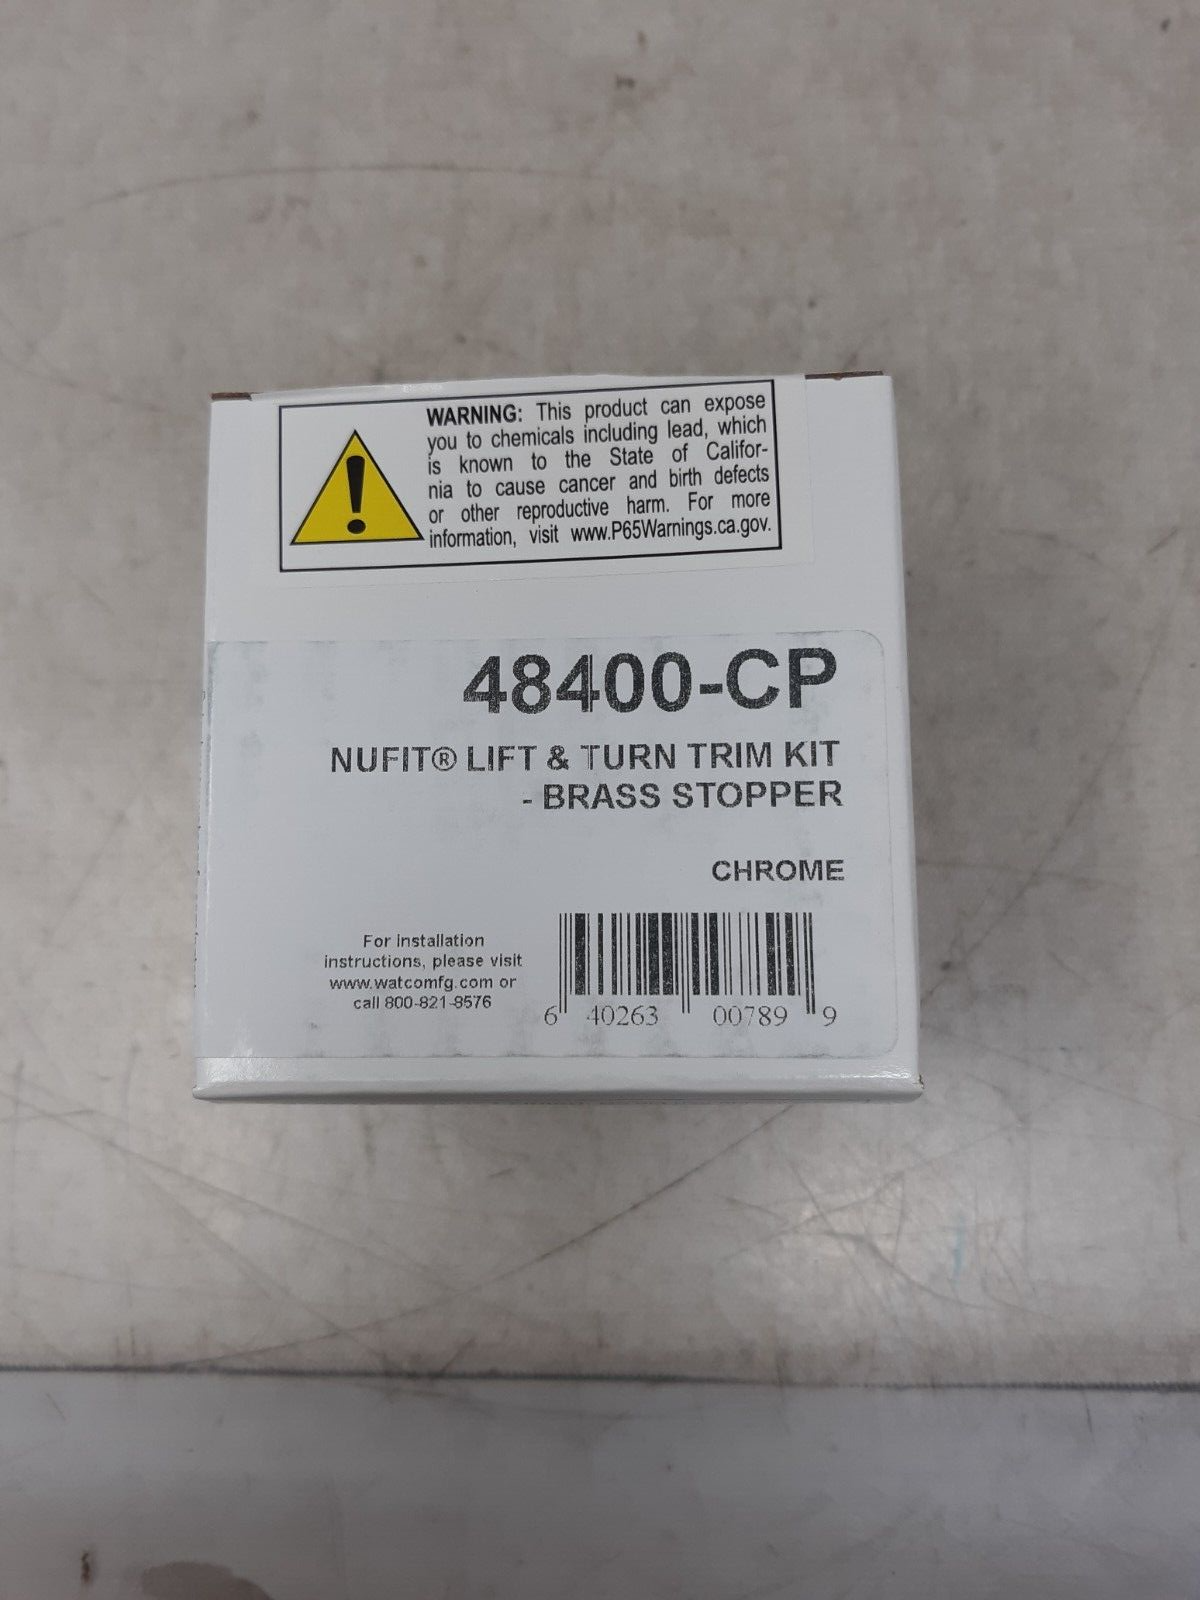 WARNING: This product can expose
you to chemicals including lead, which
is known to the State of Califor-
nia to cause cancer and birth defects
or other reproductive harm. For more
information, visit www.P65Warnings.ca.gov.
48400-CP
NUFIT® LIFT & TURN TRIM KIT
- BRASS STOPPER
CHROME
For installation
instructions, please visit
www.watcomfg.com or
call 800-821-8576
6 40263 00789 9